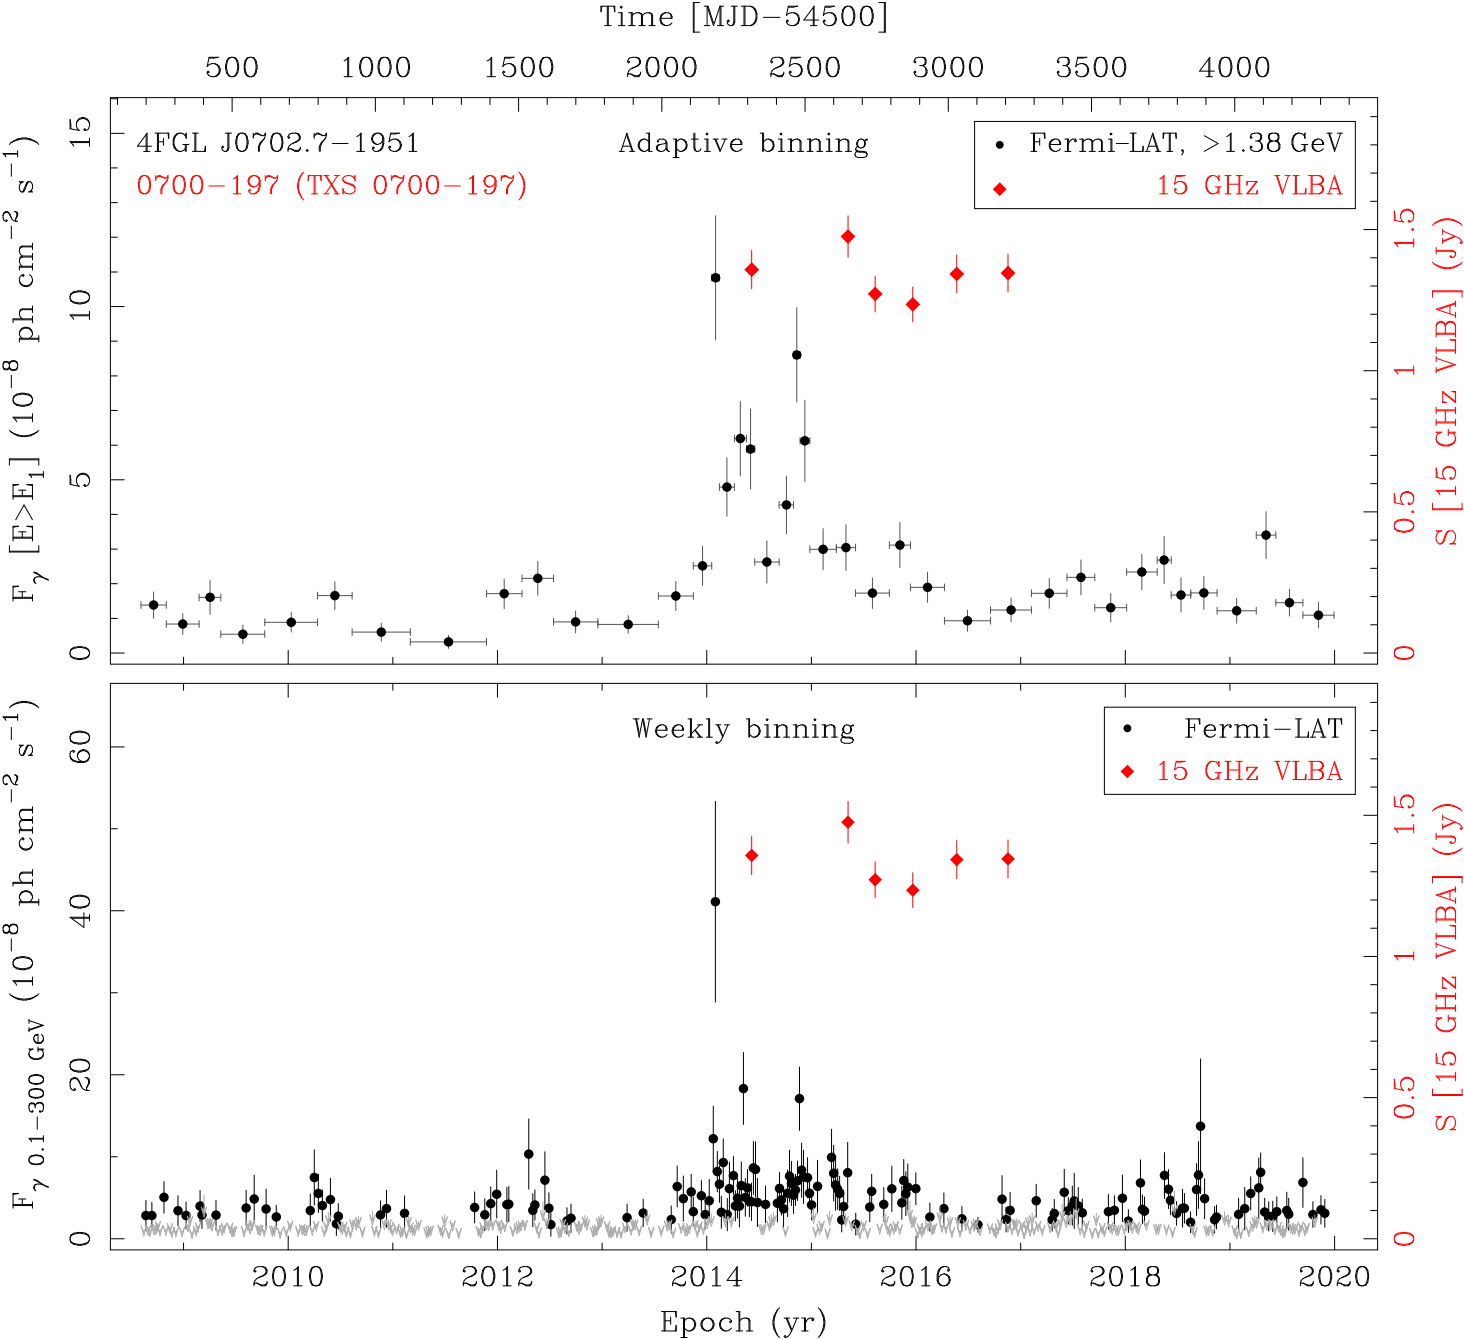 Time [MJD−54500]
500 1000 1500 2000 2500 3000 3500 4000
4FGL J0702.7−1951
0700−197 (TXS 0700−197)
Adaptive binning
Fermi−LAT, >1.38 GeV
15 GHz VLBA
F_γ [E>E_1] (10^−8 ph cm^−2 s^−1)
0 5 10 15
S [15 GHz VLBA] (Jy)
0 0.5 1 1.5
Weekly binning
Fermi−LAT
15 GHz VLBA
F_γ 0.1−300 GeV (10^−8 ph cm^−2 s^−1)
0 20 40 60
S [15 GHz VLBA] (Jy)
0 0.5 1 1.5
2010 2012 2014 2016 2018 2020
Epoch (yr)